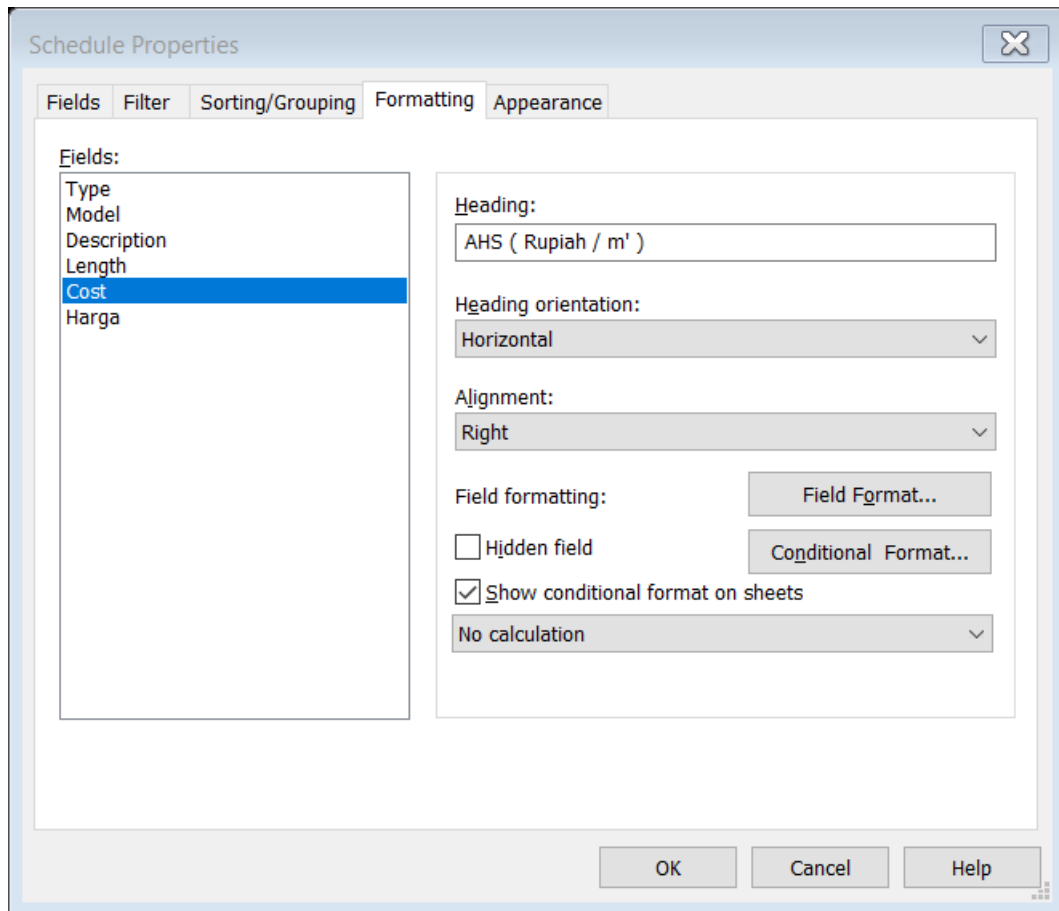 Schedule Properties
Fields Filter Sorting/Grouping Formatting Appearance
Fields:
Type
Model
Description
Length
Cost
Harga
Heading:
AHS ( Rupiah / m' )
Heading orientation:
Horizontal
Alignment:
Right
Field formatting:
Field Format...
Hidden field
Conditional Format...
Show conditional format on sheets
No calculation
OK Cancel Help